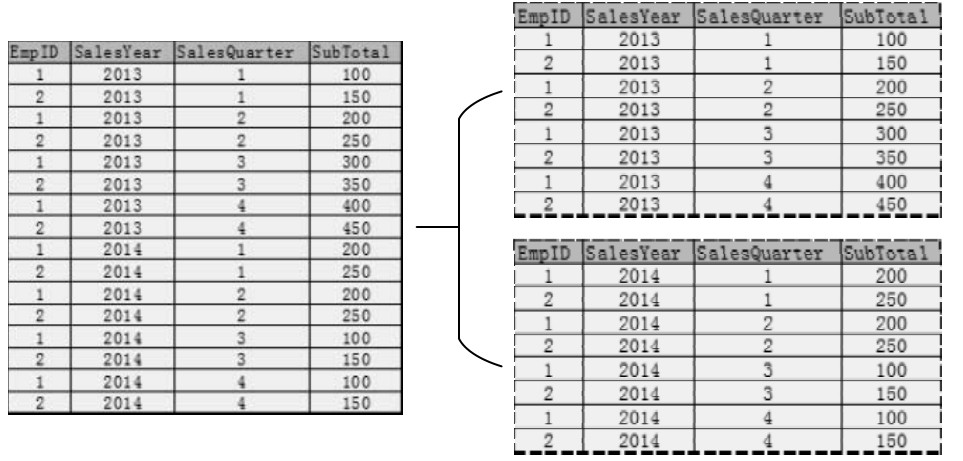 EmpID SalesYear SalesQuarter SubTotal
1 2013 1 100
2 2013 1 150
1 2013 2 200
2 2013 2 250
1 2013 3 300
2 2013 3 350
1 2013 4 400
2 2013 4 450
1 2014 1 200
2 2014 1 250
1 2014 2 200
2 2014 2 250
1 2014 3 100
2 2014 3 150
1 2014 4 100
2 2014 4 150
EmpID SalesYear SalesQuarter SubTotal
1 2013 1 100
2 2013 1 150
1 2013 2 200
2 2013 2 250
1 2013 3 300
2 2013 3 350
1 2013 4 400
2 2013 4 450
EmpID SalesYear SalesQuarter SubTotal
1 2014 1 200
2 2014 1 250
1 2014 2 200
2 2014 2 250
1 2014 3 100
2 2014 3 150
1 2014 4 100
2 2014 4 150